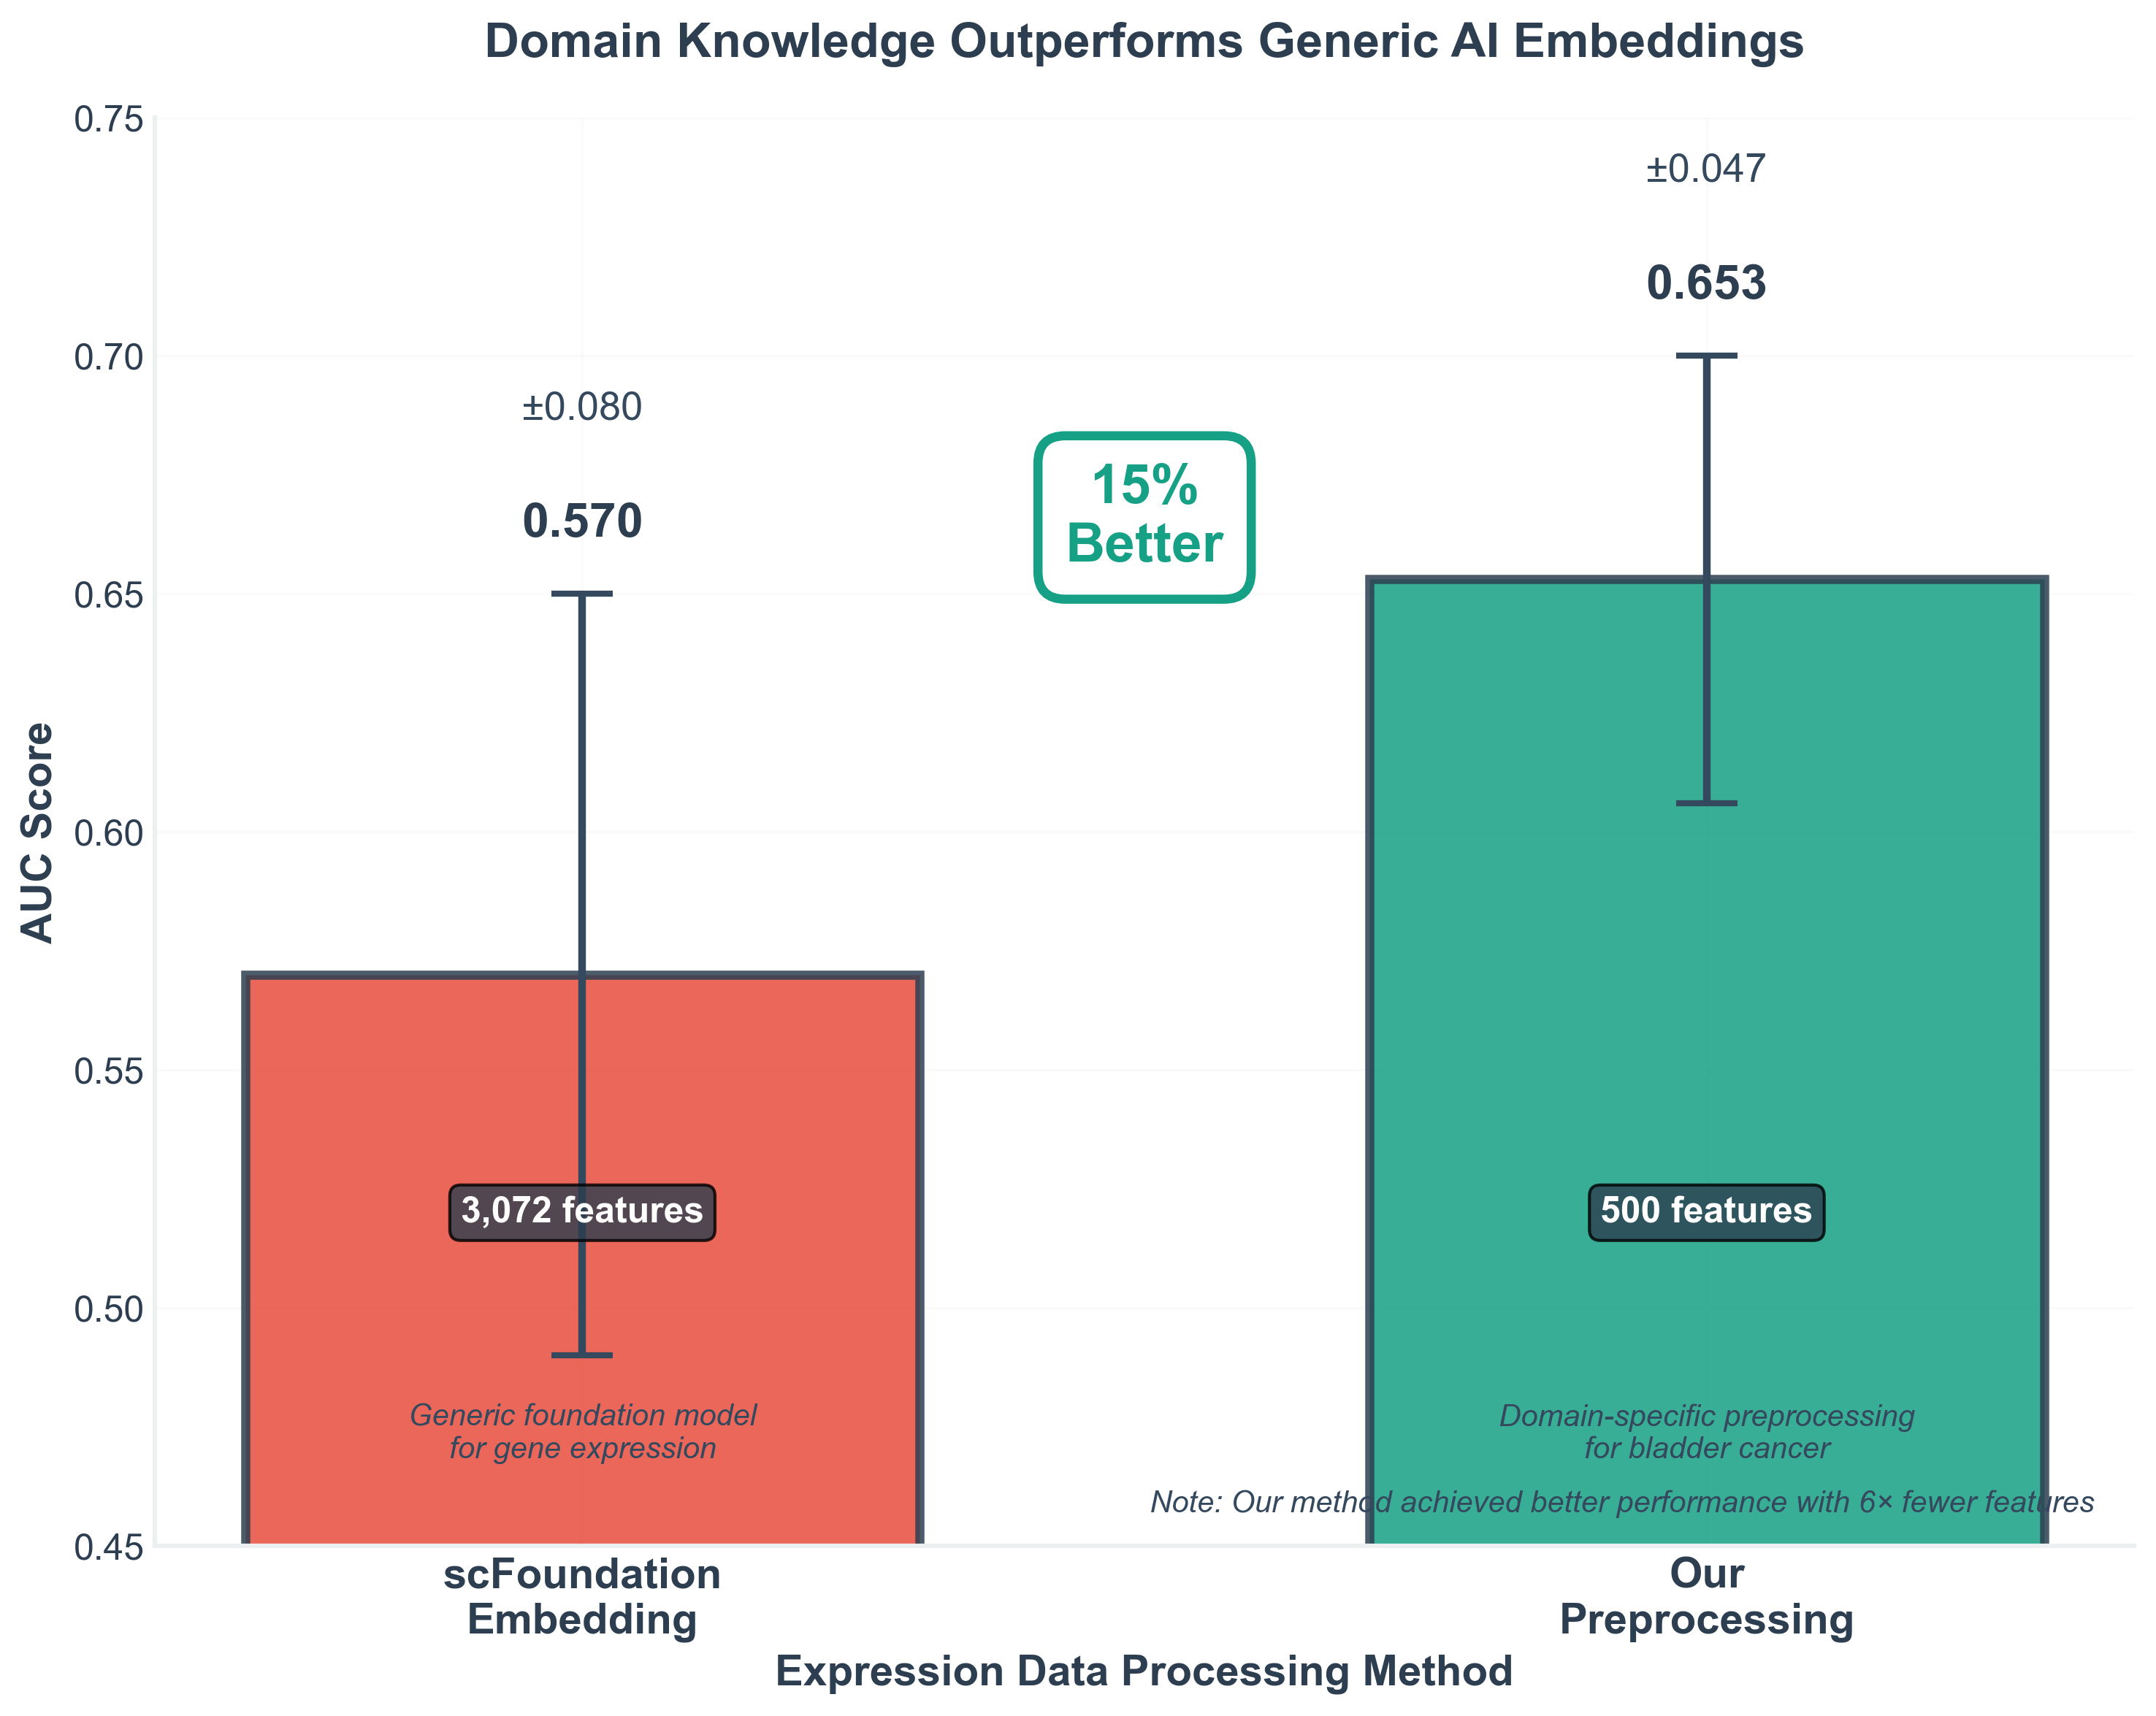 Domain Knowledge Outperforms Generic AI Embeddings
0.75
0.70
0.65
0.60
0.55
0.50
0.45
AUC Score
±0.080
0.570
±0.047
0.653
15%
Better
3,072 features
500 features
Generic foundation model
for gene expression
Domain-specific preprocessing
for bladder cancer
Note: Our method achieved better performance with 6× fewer features
scFoundation
Embedding
Our
Preprocessing
Expression Data Processing Method